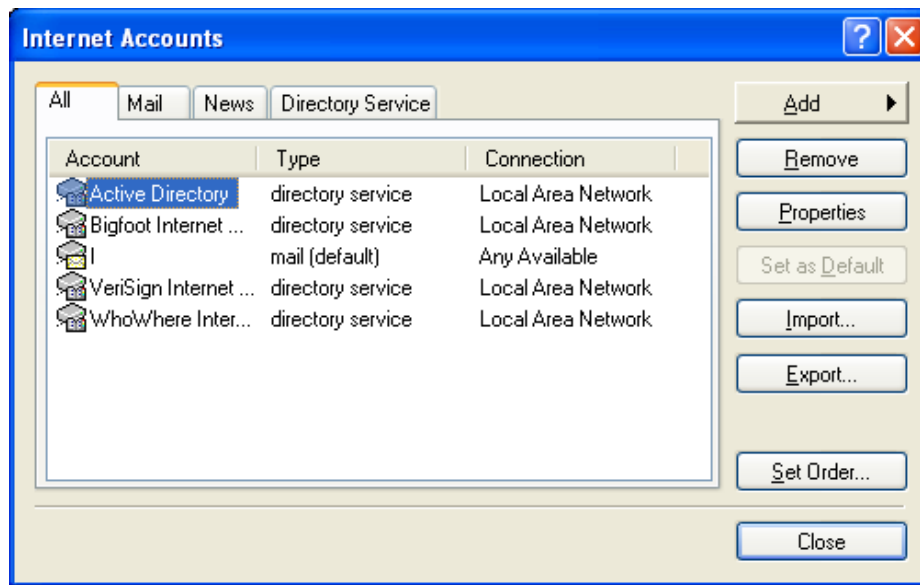 Internet Accounts
All Mail News Directory Service
Add
Remove
Properties
Set as Default
Import...
Export...
Set Order...
Close
Account Type Connection
Active Directory directory service Local Area Network
Bigfoot Internet ... directory service Local Area Network
I mail (default) Any Available
VeriSign Internet ... directory service Local Area Network
WhoWhere Inter... directory service Local Area Network